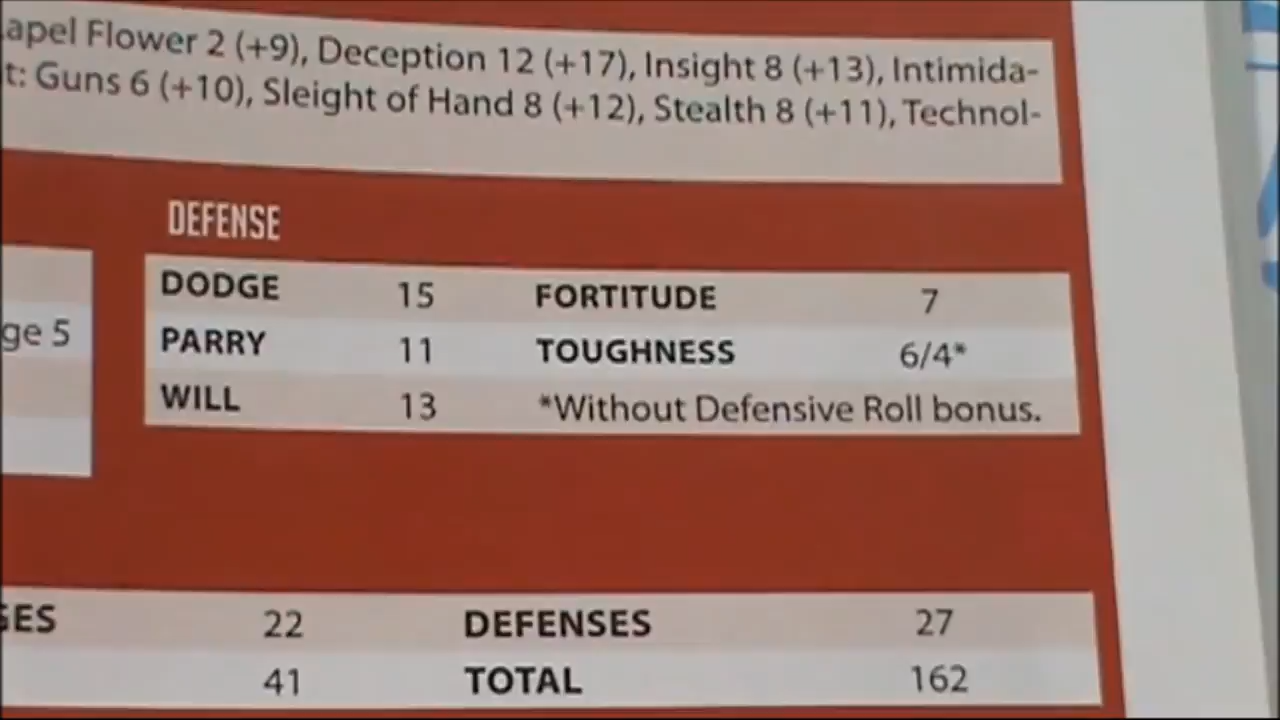 apel Flower 2 (+9), Deception 12 (+17), Insight 8 (+13), Intimida-
t: Guns 6 (+10), Sleight of Hand 8 (+12), Stealth 8 (+11), Technol-
DEFENSE
DODGE 15 FORTITUDE 7
ge 5
PARRY 11 TOUGHNESS 6/4*
WILL 13 *Without Defensive Roll bonus.
GES 22 DEFENSES 27
41 TOTAL 162